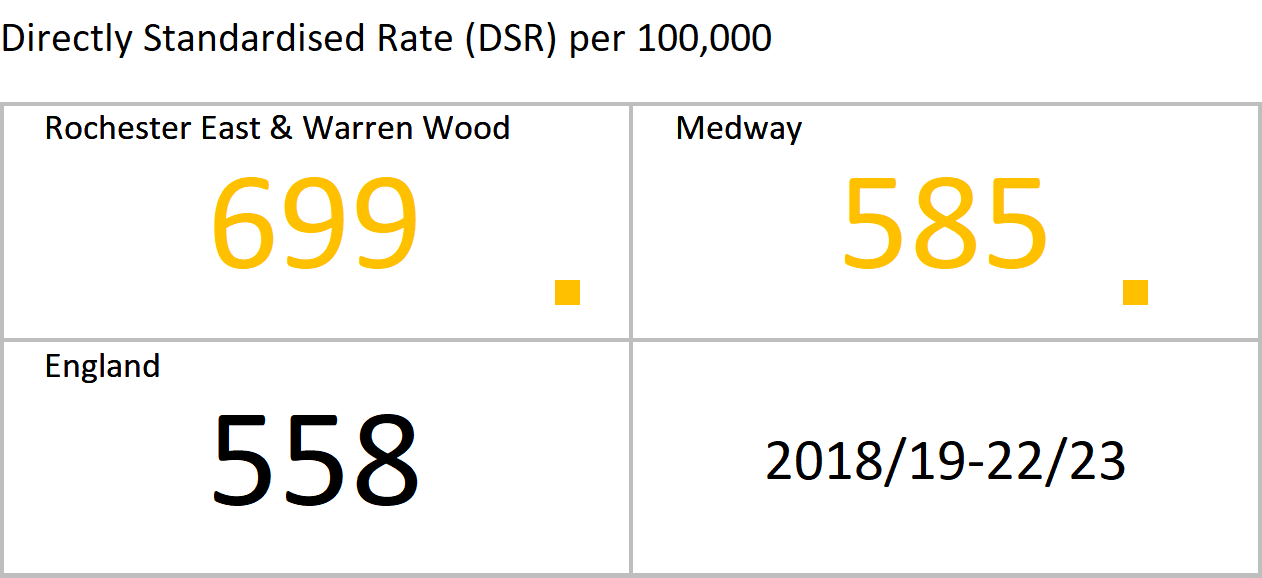 Directly Standardised Rate (DSR) per 100,000
Rochester East & Warren Wood
699
Medway
585
England
558
2018/19-22/23